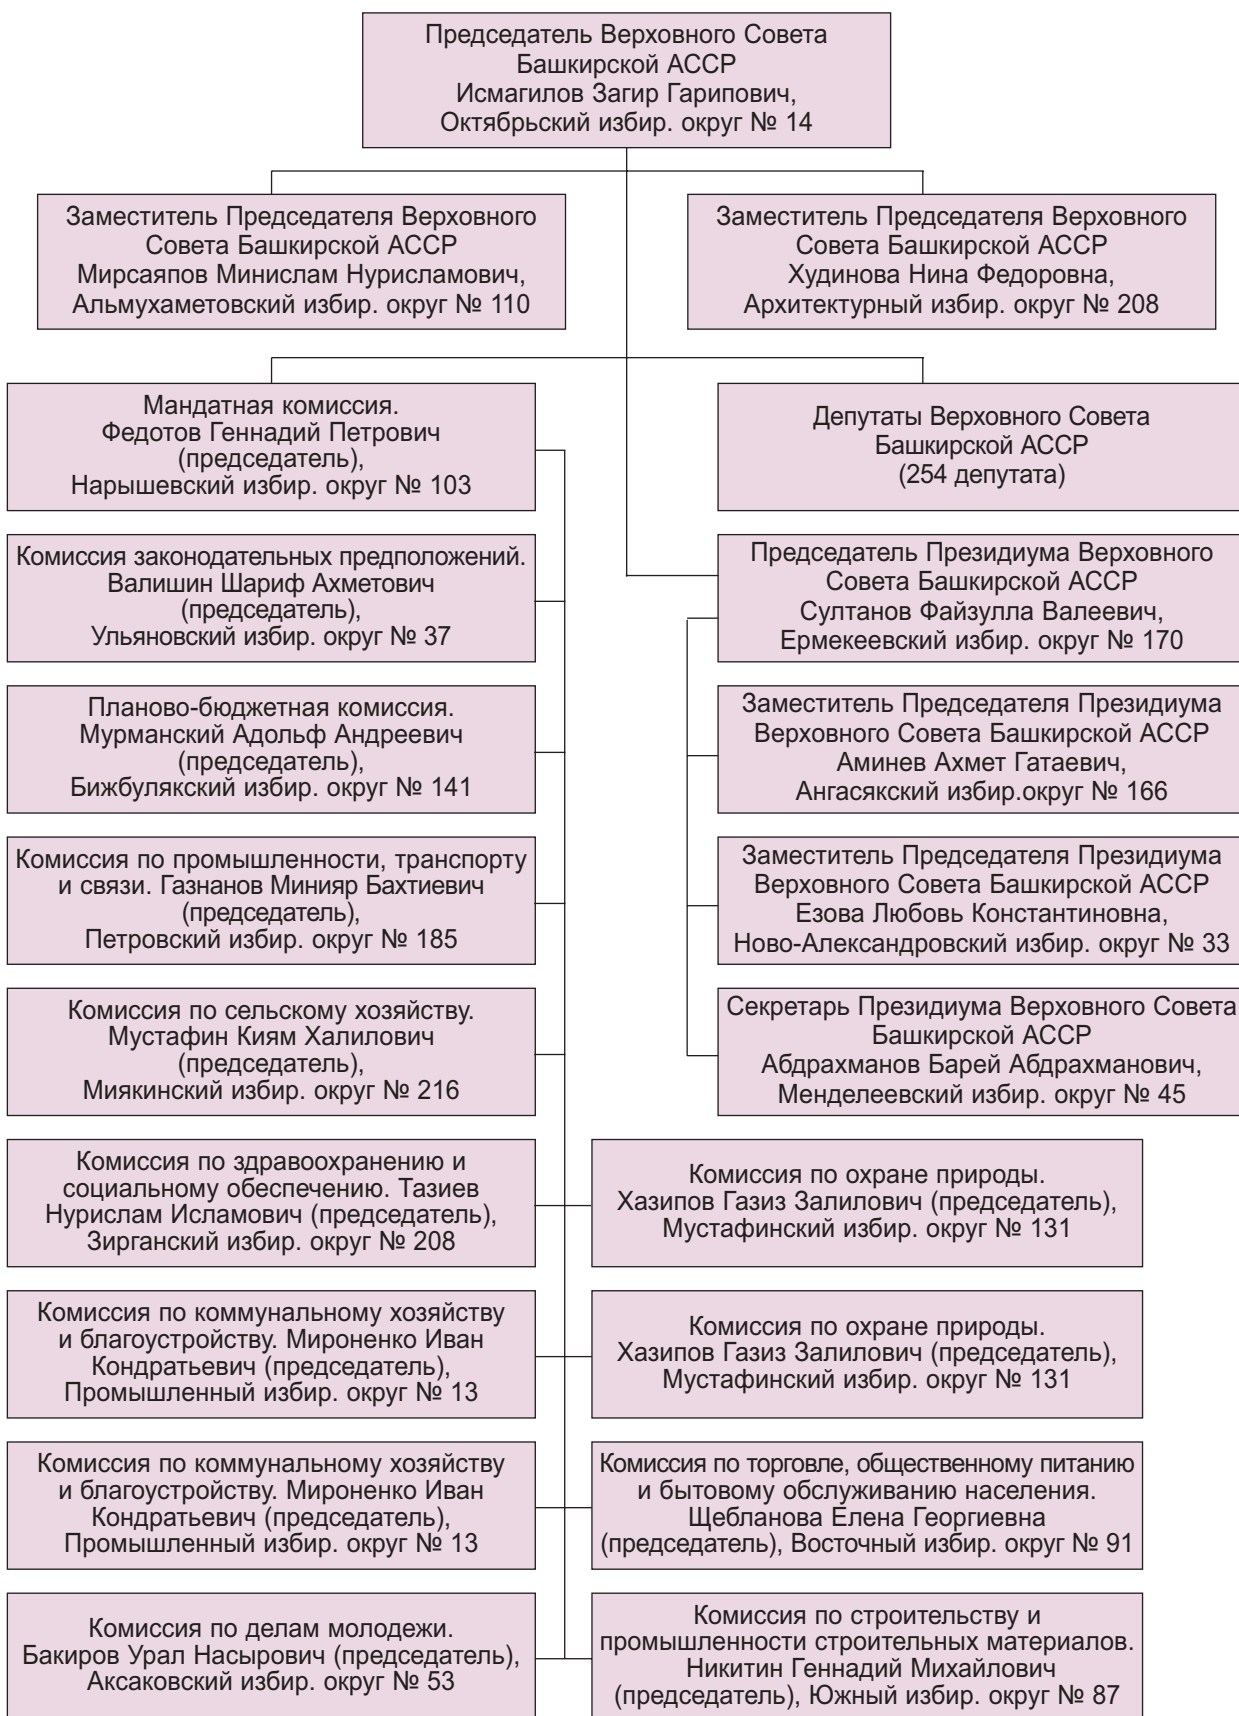 Председатель Верховного Совета
Башкирской АССР
Исмагилов Загир Гарипович,
Октябрьский избир. округ № 14
Заместитель Председателя Верховного
Совета Башкирской АССР
Мирсаяпов Минислам Нурисламович,
Альмухаметовский избир. округ № 110
Заместитель Председателя Верховного
Совета Башкирской АССР
Худинова Нина Федоровна,
Архитектурный избир. округ № 208
Мандатная комиссия.
Федотов Геннадий Петрович
(председатель),
Нарышевский избир. округ № 103
Депутаты Верховного Совета
Башкирской АССР
(254 депутата)
Комиссия законодательных предположений.
Валишин Шариф Ахметович
(председатель),
Ульяновский избир. округ № 37
Председатель Президиума Верховного
Совета Башкирской АССР
Султанов Файзулла Валеевич,
Ермекеевский избир. округ № 170
Планово-бюджетная комиссия.
Мурманский Адольф Андреевич
(председатель),
Бижбулякский избир. округ № 141
Заместитель Председателя Президиума
Верховного Совета Башкирской АССР
Аминев Ахмет Гатаевич,
Ангасякский избир.округ № 166
Комиссия по промышленности, транспорту
и связи. Газнанов Минияр Бахтиевич
(председатель),
Петровский избир. округ № 185
Заместитель Председателя Президиума
Верховного Совета Башкирской АССР
Езова Любовь Константиновна,
Ново-Александровский избир. округ № 33
Комиссия по сельскому хозяйству.
Мустафин Киям Халилович
(председатель),
Миякинский избир. округ № 216
Секретарь Президиума Верховного Совета
Башкирской АССР
Абдрахманов Барей Абдрахманович,
Менделеевский избир. округ № 45
Комиссия по здравоохранению и
социальному обеспечению. Тазиев
Нурислам Исламович (председатель),
Зирганский избир. округ № 208
Комиссия по охране природы.
Хазипов Газиз Залилович (председатель),
Мустафинский избир. округ № 131
Комиссия по коммунальному хозяйству
и благоустройству. Мироненко Иван
Кондратьевич (председатель),
Промышленный избир. округ № 13
Комиссия по охране природы.
Хазипов Газиз Залилович (председатель),
Мустафинский избир. округ № 131
Комиссия по коммунальному хозяйству
и благоустройству. Мироненко Иван
Кондратьевич (председатель),
Промышленный избир. округ № 13
Комиссия по торговле, общественному питанию
и бытовому обслуживанию населения.
Щебланова Елена Георгиевна
(председатель), Восточный избир. округ № 91
Комиссия по делам молодежи.
Бакиров Урал Насырович (председатель),
Аксаковский избир. округ № 53
Комиссия по строительству и
промышленности строительных материалов.
Никитин Геннадий Михайлович
(председатель), Южный избир. округ № 87